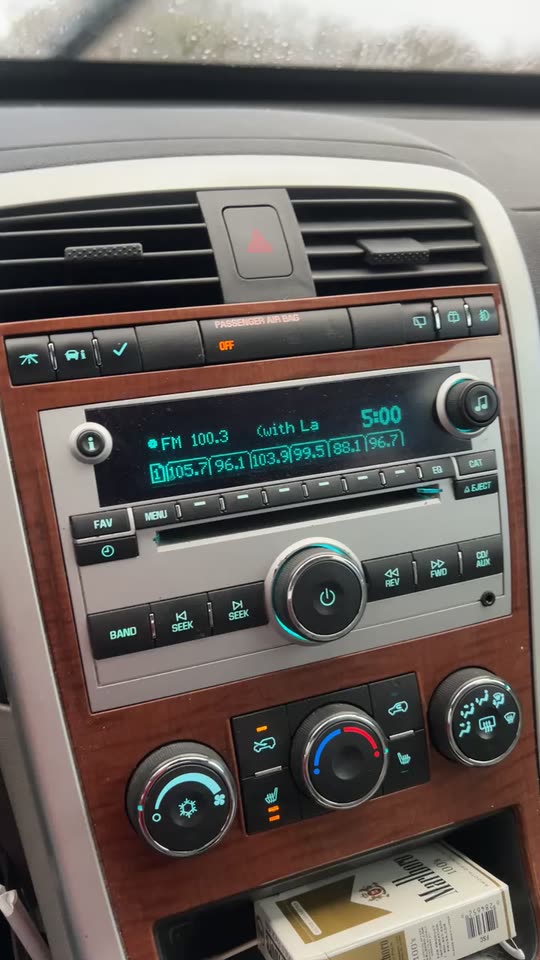 PASSENGER AIR BAG
OFF
FM 100.3 (with La 5:00
1 105.7 96.1 103.9 99.5 88.1 96.7
FAV MENU EQ CAT
EJECT
BAND SEEK SEEK REV FWD CD/
AUX
Marlboro
100's